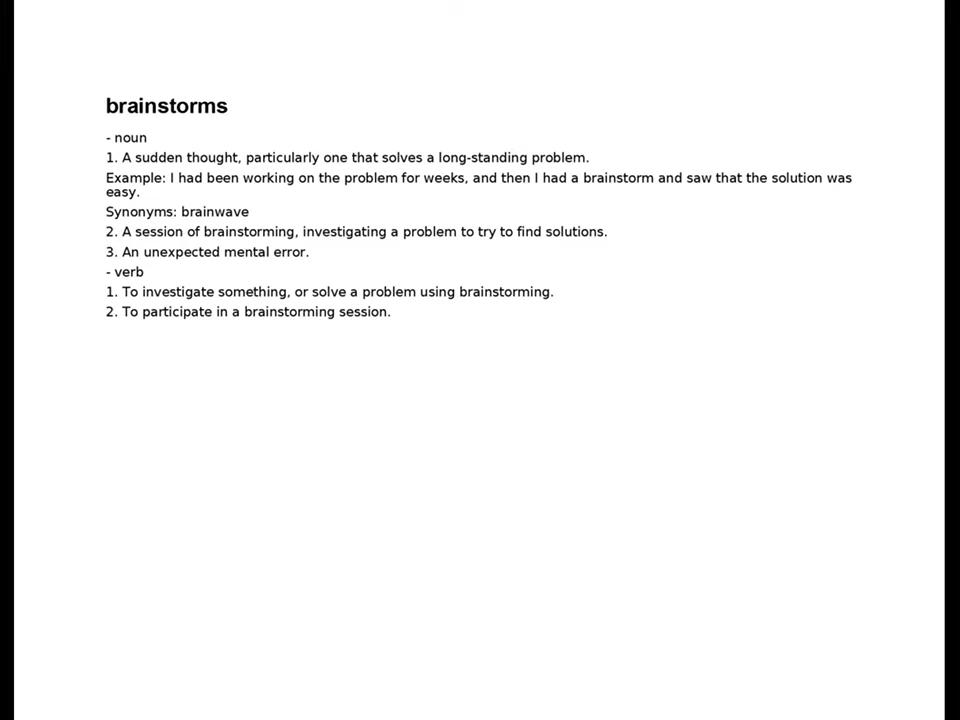 brainstorms
- noun
1. A sudden thought, particularly one that solves a long-standing problem.
Example: I had been working on the problem for weeks, and then I had a brainstorm and saw that the solution was
easy.
Synonyms: brainwave
2. A session of brainstorming, investigating a problem to try to find solutions.
3. An unexpected mental error.
- verb
1. To investigate something, or solve a problem using brainstorming.
2. To participate in a brainstorming session.